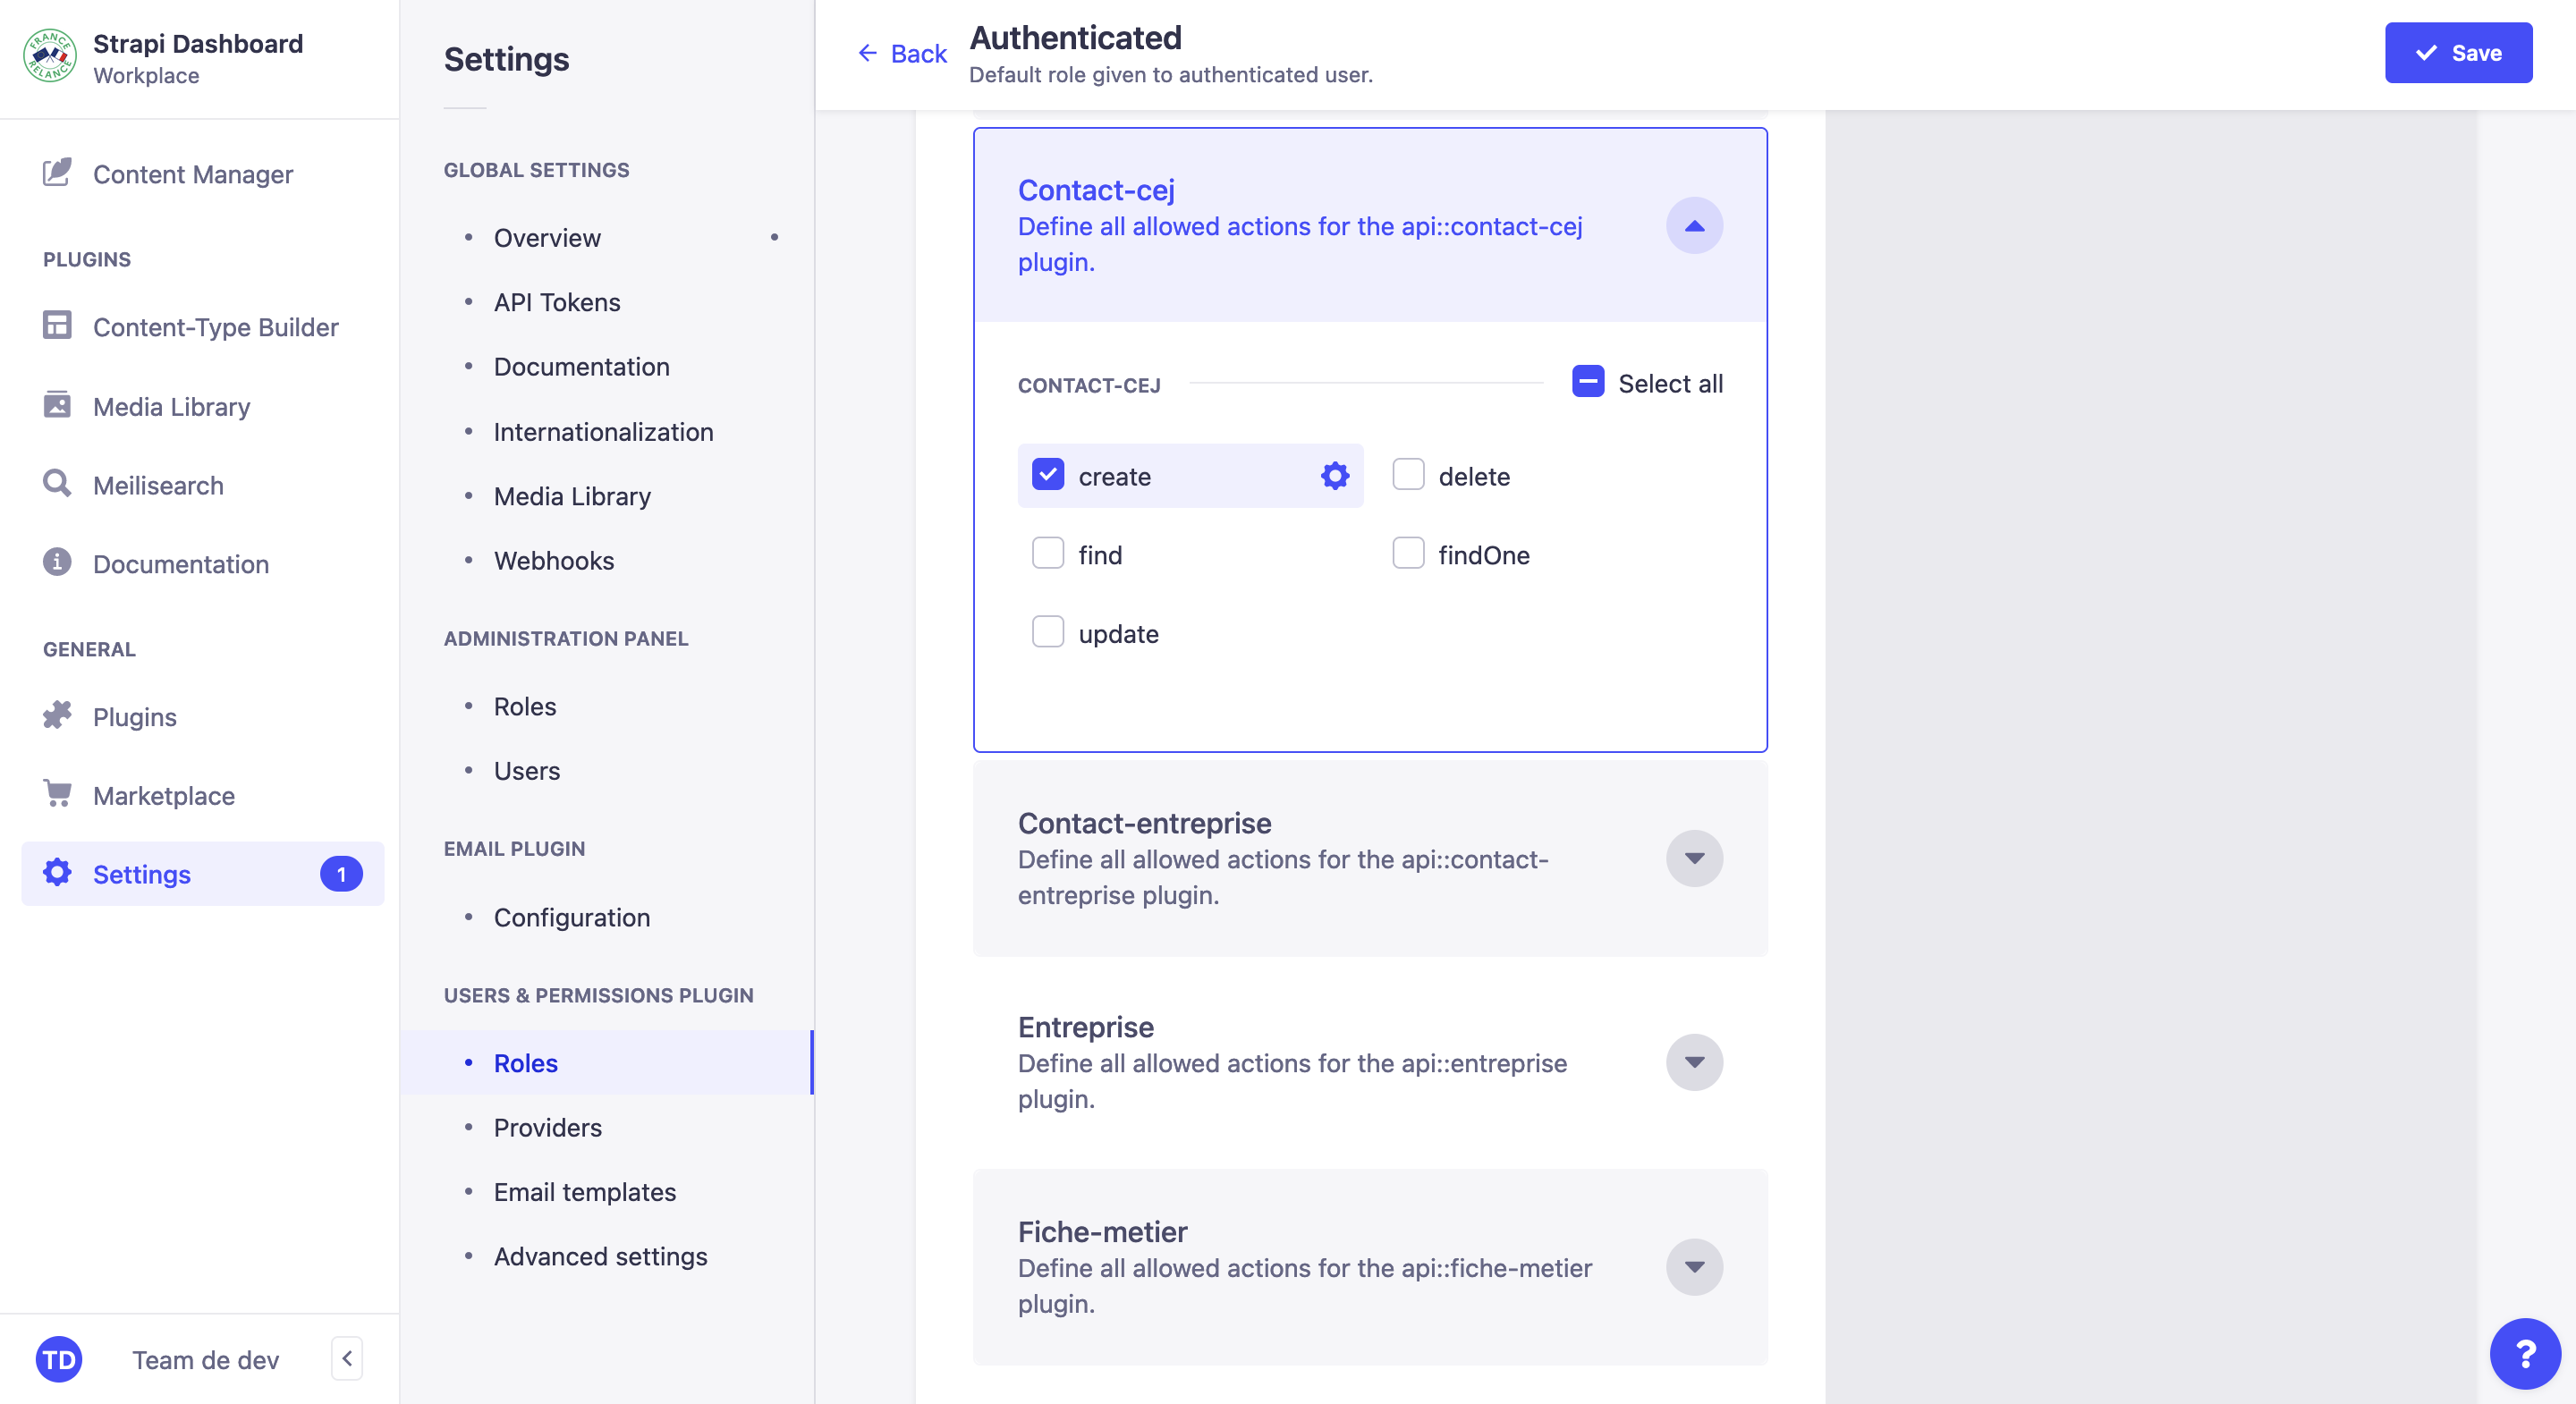 FRANCE
RELANCE
Strapi Dashboard
Workplace
Content Manager
PLUGINS
Content-Type Builder
Media Library
Meilisearch
Documentation
GENERAL
Plugins
Marketplace
Settings
1
TD
Team de dev
Settings
GLOBAL SETTINGS
Overview
API Tokens
Documentation
Internationalization
Media Library
Webhooks
ADMINISTRATION PANEL
Roles
Users
EMAIL PLUGIN
Configuration
USERS & PERMISSIONS PLUGIN
Roles
Providers
Email templates
Advanced settings
Back
Authenticated
Default role given to authenticated user.
Save
Contact-cej
Define all allowed actions for the api::contact-cej
plugin.
CONTACT-CEJ
Select all
create
delete
find
findOne
update
Contact-entreprise
Define all allowed actions for the api::contact-
entreprise plugin.
Entreprise
Define all allowed actions for the api::entreprise
plugin.
Fiche-metier
Define all allowed actions for the api::fiche-metier
plugin.
?